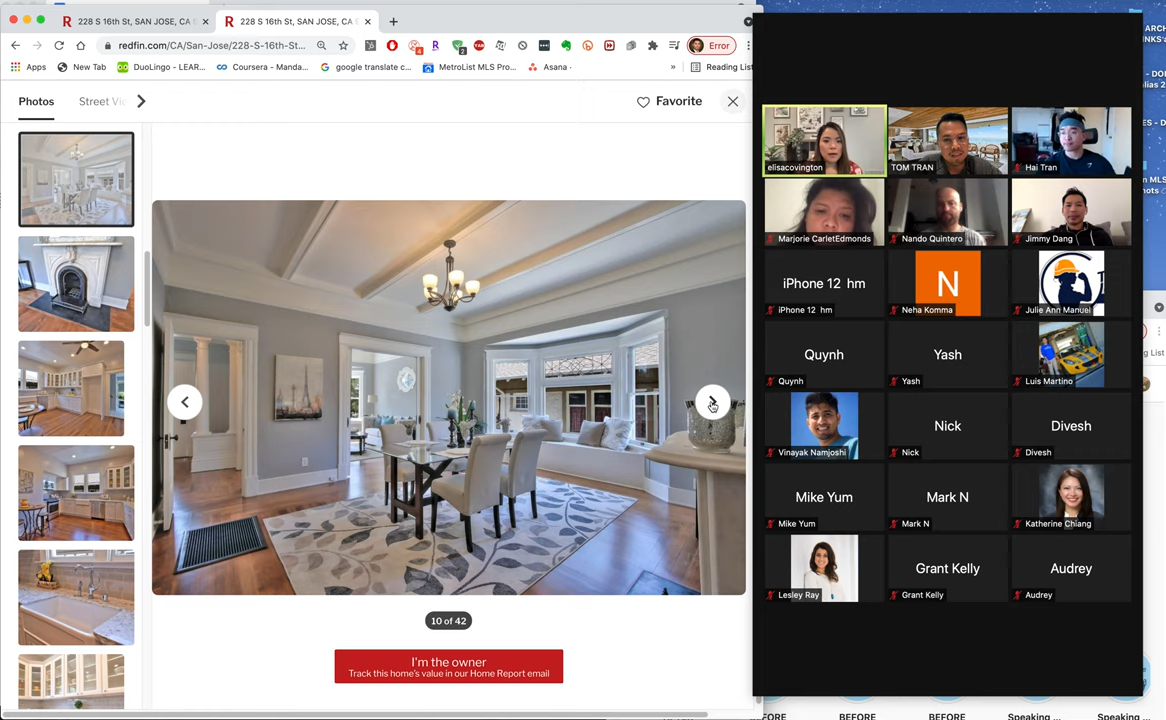 228 S 16th St, SAN JOSE, CA
228 S 16th St, SAN JOSE, CA
Error
redfin.com/CA/San-Jose/228-S-16th-St...
Apps
New Tab
DuoLingo - LEAR...
Coursera - Manda...
google translate c...
MetroList MLS Pro...
Asana
»
Reading List
Photos
Street Vi
Favorite
10 of 42
I'm the owner
Track this home's value in our Home Report email
elisacovington
TOM TRAN
Hai Tran
Marjorie CarletEdmonds
Nando Quintero
Jimmy Dang
iPhone 12 hm
N
iPhone 12 hm
Neha Komma
Julie Ann Manuel
Quynh
Yash
Quynh
Yash
Luis Martino
Nick
Divesh
Vinayak Namjoshi
Nick
Divesh
Mike Yum
Mark N
Mike Yum
Mark N
Katherine Chiang
Grant Kelly
Audrey
Lesley Ray
Grant Kelly
Audrey
BEFORE
BEFORE
Speaking ...
Speaking ...